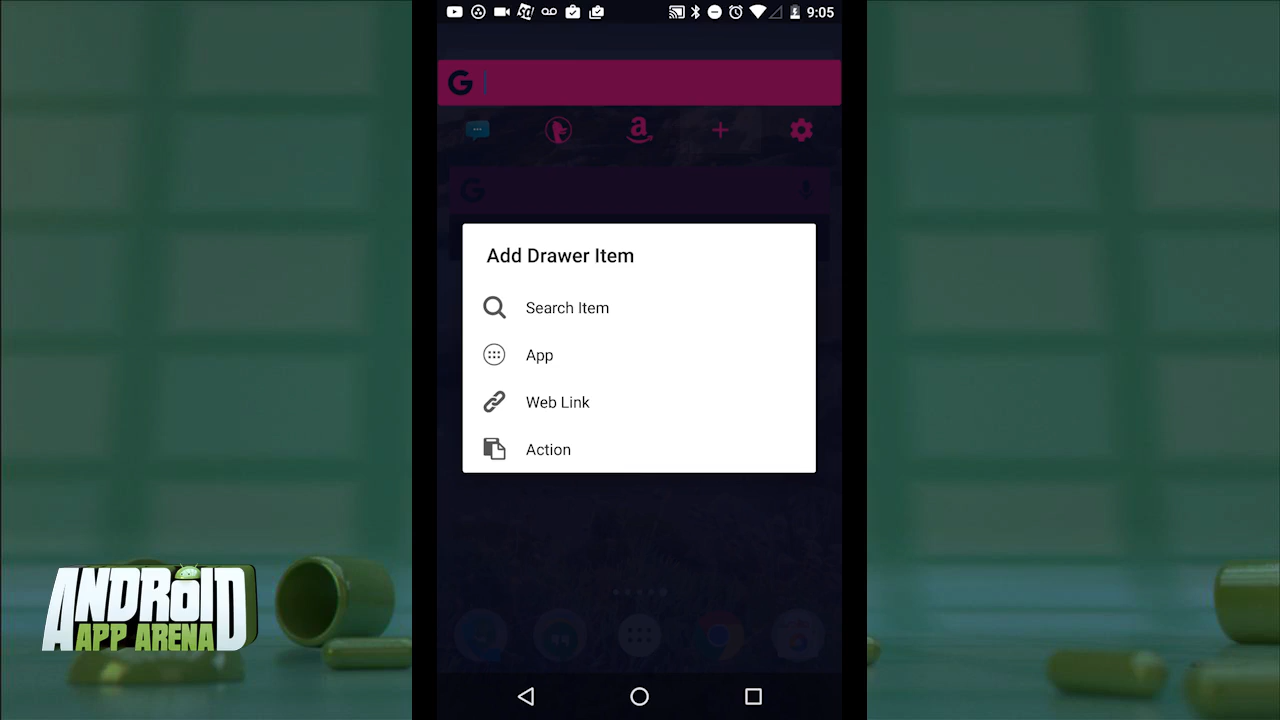 9:05
Add Drawer Item
Search Item
App
Web Link
Action
ANDROID
APP ARENA